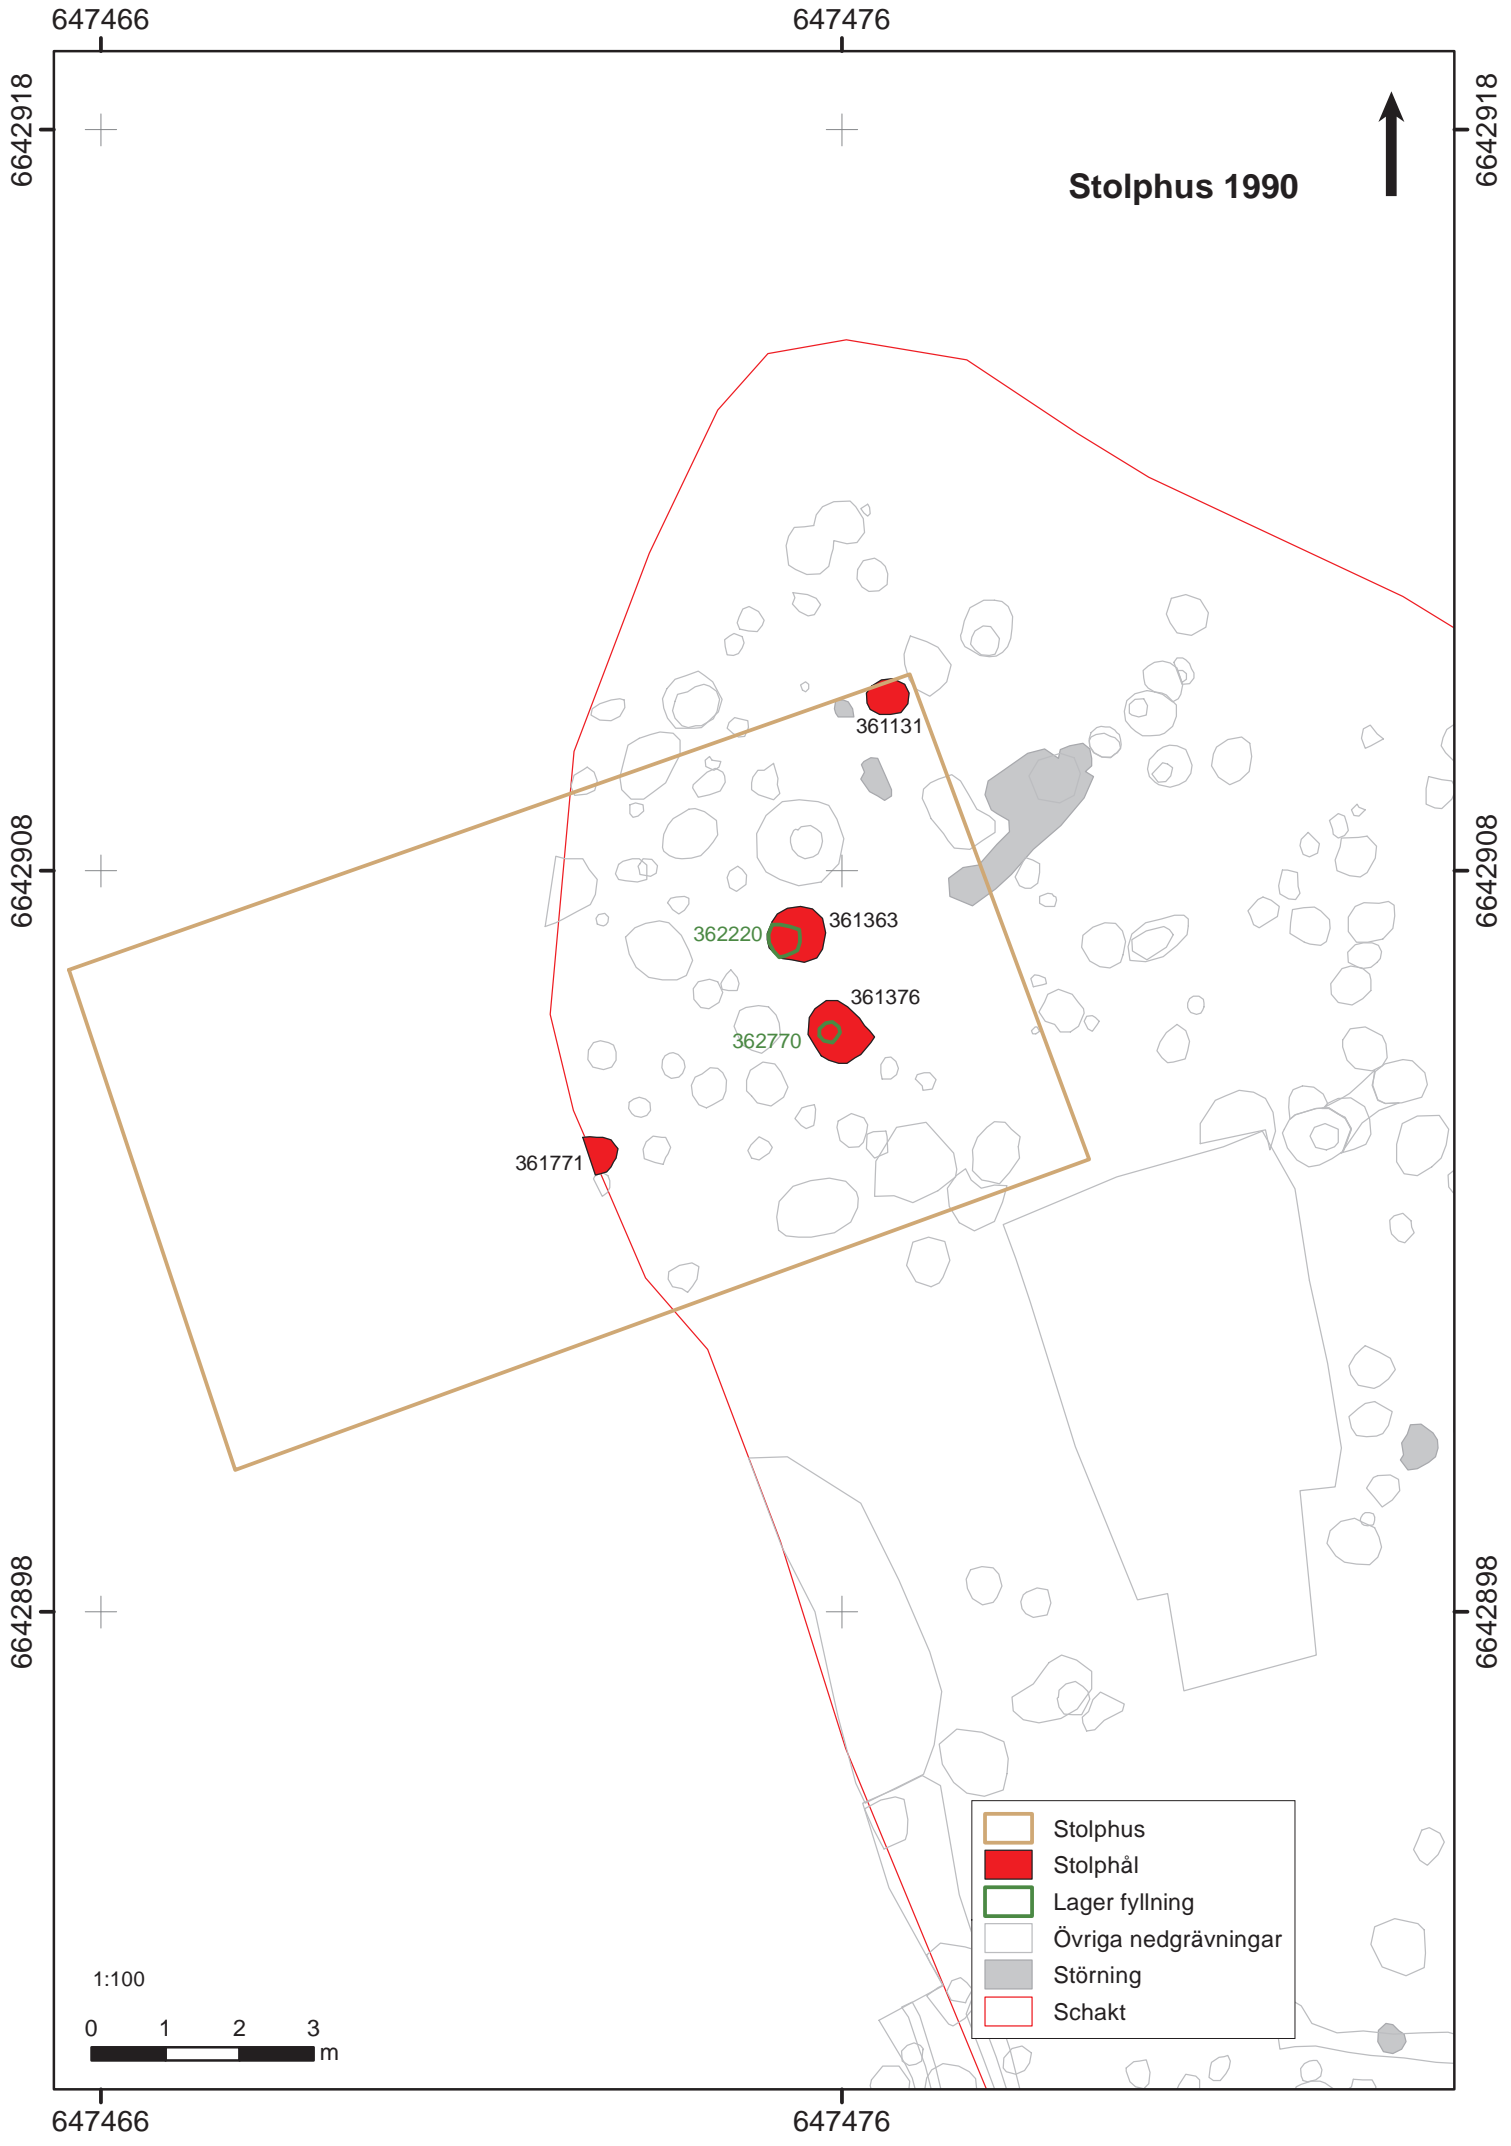 647466
647476
6642918
6642918
Stolphus 1990
361131
6642908
6642908
361363
362220
361376
362770
361771
6642898
6642898
Stolphus
Stolphål
Lager fyllning
Övriga nedgrävningar
Störning
Schakt
1:100
0 1 2 3
m
647466
647476